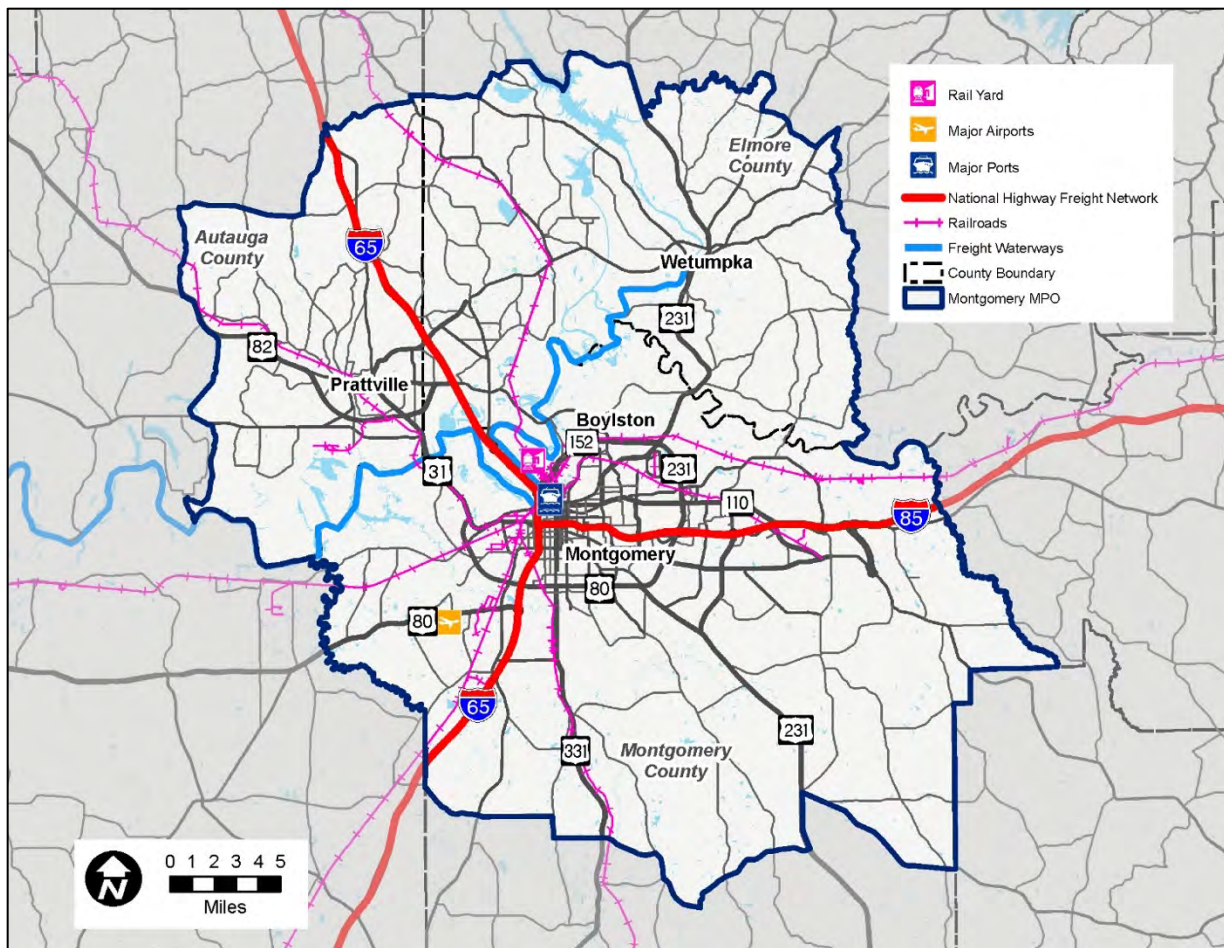 Rail Yard
Major Airports
Major Ports
National Highway Freight Network
Railroads
Freight Waterways
County Boundary
Montgomery MPO
Elmore
County
Autauga
County
65
Wetumpka
231
82
Prattville
Boylston
152
31
231
110
85
Montgomery
80
80
65
331
Montgomery
County
231
N
0 1 2 3 4 5
Miles